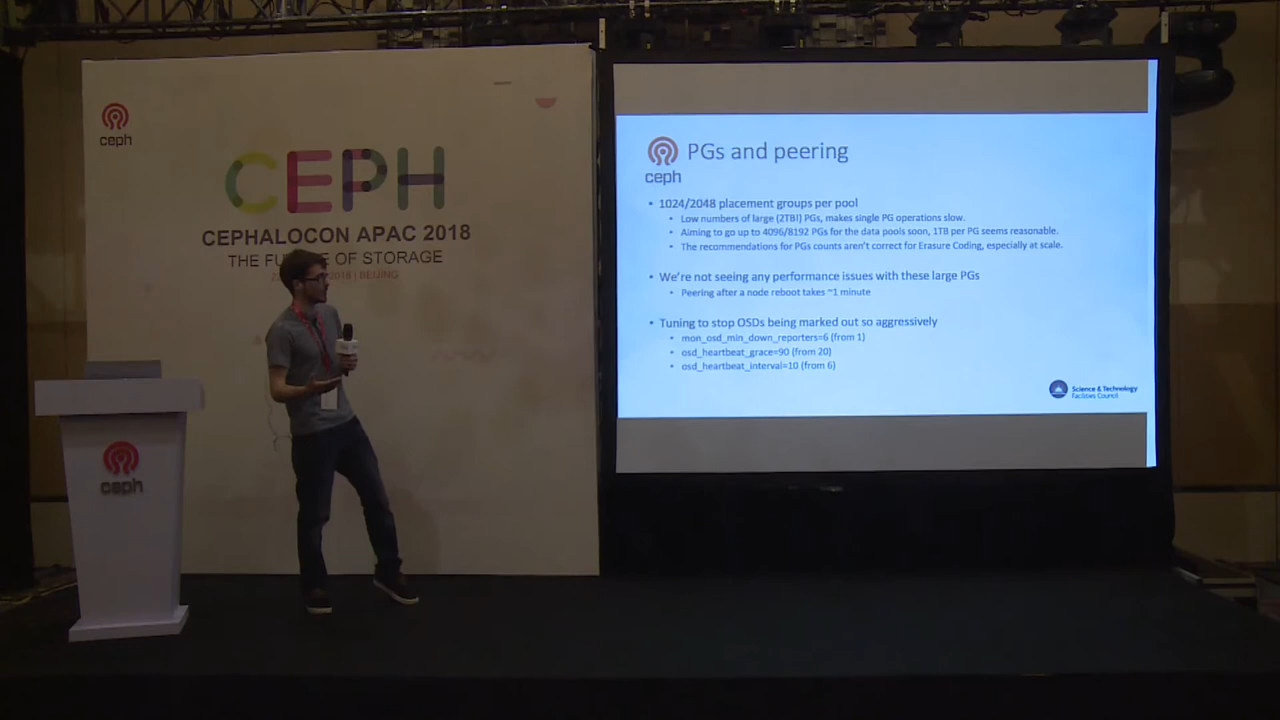 ceph
CEPH
CEPHALOCON APAC 2018
THE FU E OF STORAGE
2018 | BEIJING
ceph
ceph
PGs and peering
• 1024/2048 placement groups per pool
• Low numbers of large (2TB!) PGs, makes single PG operations slow.
• Aiming to go up to 4096/8192 PGs for the data pools soon, 1TB per PG seems reasonable.
• The recommendations for PGs counts aren't correct for Erasure Coding, especially at scale.
• We're not seeing any performance issues with these large PGs
• Peering after a node reboot takes ~1 minute
• Tuning to stop OSDs being marked out so aggressively
• mon_osd_min_down_reporters=6 (from 1)
• osd_heartbeat_grace=90 (from 20)
• osd_heartbeat_interval=10 (from 6)
Science & Technology
Facilities Council